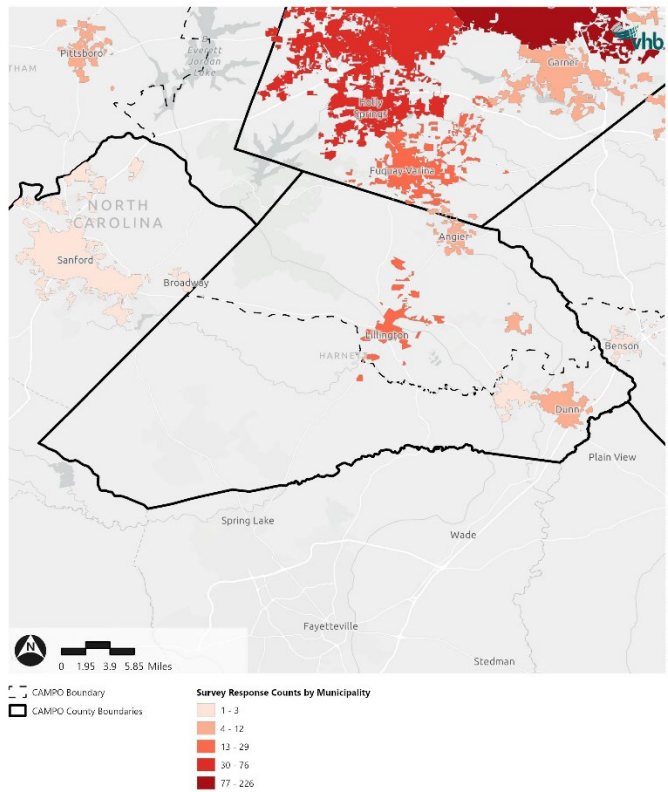 B.
Everett
Jordan
Lake
Pittsboro
THAM
vhb
Garner
Holly
Springs
Fuquay-Varina
NORTH
CAROLINA
Angier
Sanford
Broadway
Lillington
HARNETT
Benson
Dunn
Plain View
Spring Lake
Wade
Fayetteville
Stedman
N
0 1.95 3.9 5.85 Miles
CAMPO Boundary
CAMPO County Boundaries
Survey Response Counts by Municipality
1 - 3
4 - 12
13 - 29
30 - 76
77 - 226